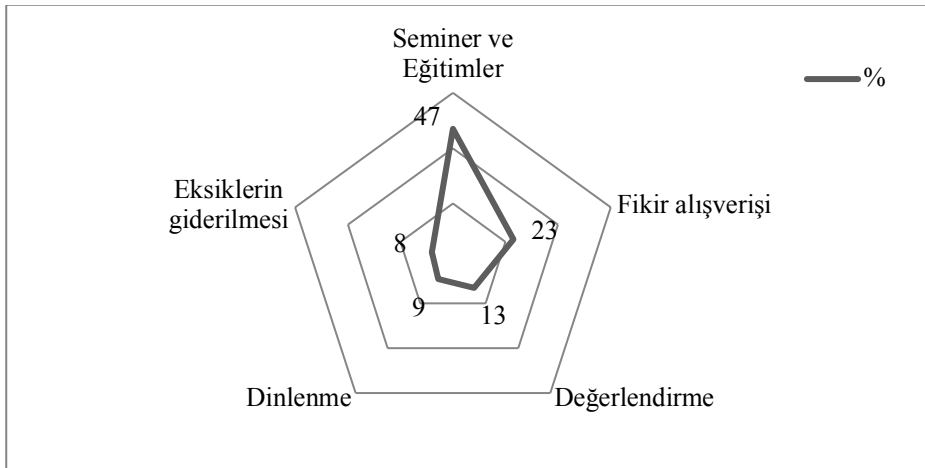 Seminer ve
Eğitimler
%
47
Eksiklerin
giderilmesi
Fikir alışverişi
23
8
9
13
Dinlenme
Değerlendirme